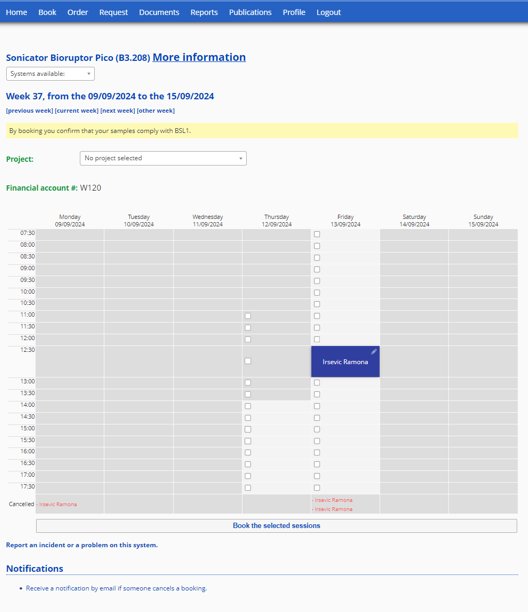 Home Book Order Request Documents Reports Publications Profile Logout
Sonicator Bioruptor Pico (B3.208) More information
Systems available:
Week 37, from the 09/09/2024 to the 15/09/2024
[previous week] [current week] [next week] [other week]
By booking you confirm that your samples comply with BSL1.
Project: No project selected
Financial account #: W120
Monday Tuesday Wednesday Thursday Friday Saturday Sunday
09/09/2024 10/09/2024 11/09/2024 12/09/2024 13/09/2024 14/09/2024 15/09/2024
07:30
08:00
08:30
09:00
09:30
10:00
10:30
11:00
11:30
12:00
12:30
Irsevic Ramona
13:00
13:30
14:00
14:30
15:00
15:30
16:00
16:30
17:00
17:30
- Irsevic Ramona
Cancelled - Irsevic Ramona
- Irsevic Ramona
Book the selected sessions
Report an incident or a problem on this system.
Notifications
Receive a notification by email if someone cancels a booking.